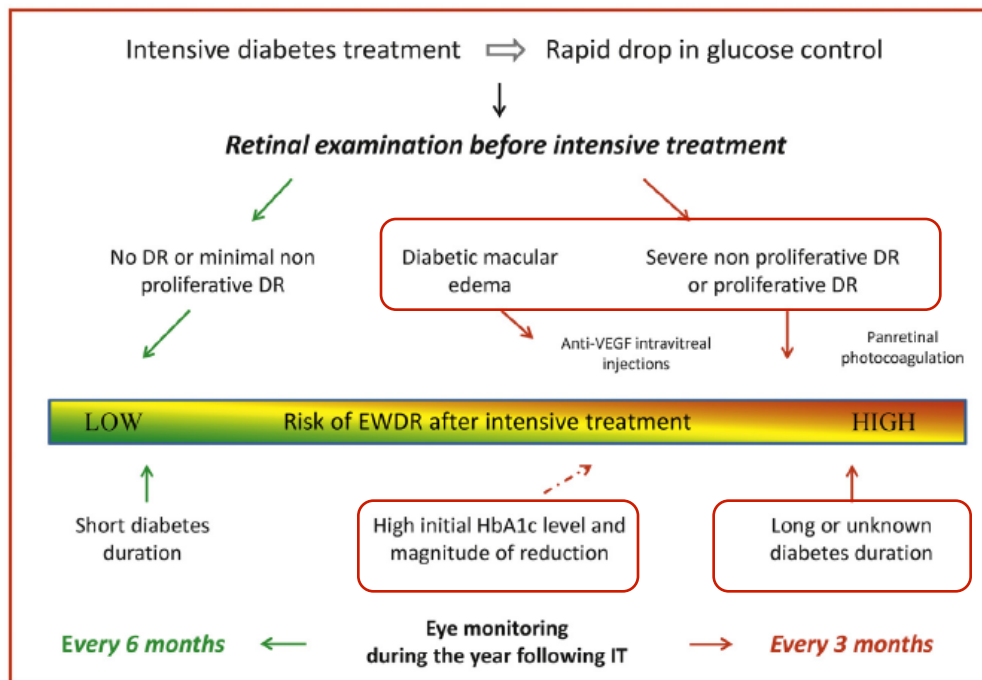 Intensive diabetes treatment ⇨ Rapid drop in glucose control
Retinal examination before intensive treatment
No DR or minimal non
proliferative DR
Diabetic macular
edema
Severe non proliferative DR
or proliferative DR
Anti-VEGF intravitreal
injections
Panretinal
photocoagulation
LOW Risk of EWDR after intensive treatment HIGH
Short diabetes
duration
High initial HbA1c level and
magnitude of reduction
Long or unknown
diabetes duration
Every 6 months
Eye monitoring
during the year following IT
Every 3 months